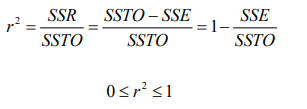 r² = SSR/SSTO = (SSTO − SSE)/SSTO = 1 − SSE/SSTO
0 ≤ r² ≤ 1